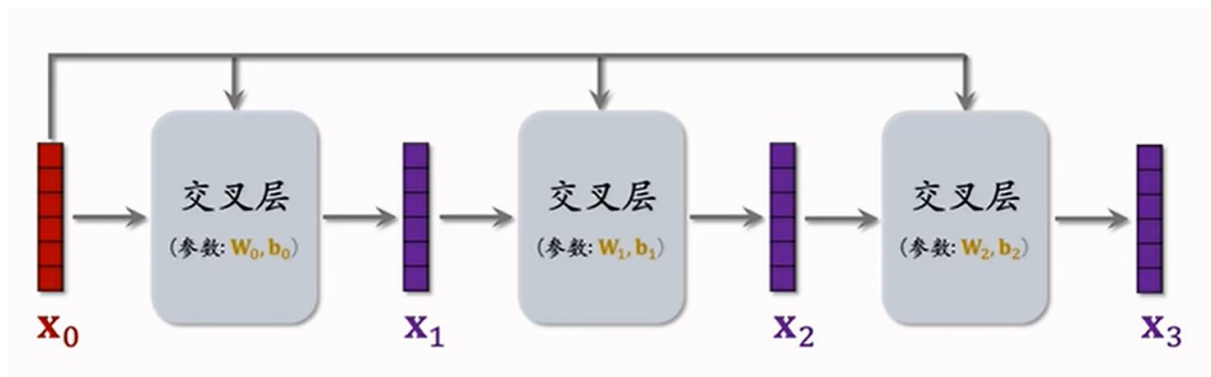 交叉层
(参数: W₀, b₀)
交叉层
(参数: W₁, b₁)
交叉层
(参数: W₂, b₂)
x₀
x₁
x₂
x₃